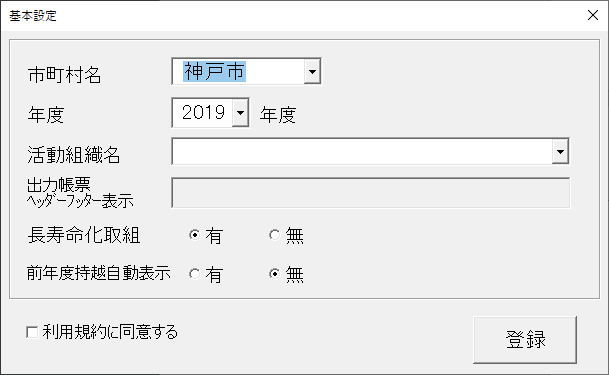 基本設定
市町村名 神戸市
年度 2019 年度
活動組織名
出力帳票
ﾍｯﾀﾞｰﾌｯﾀｰ表示
長寿命化取組 有 無
前年度持越自動表示 有 無
利用規約に同意する
登録